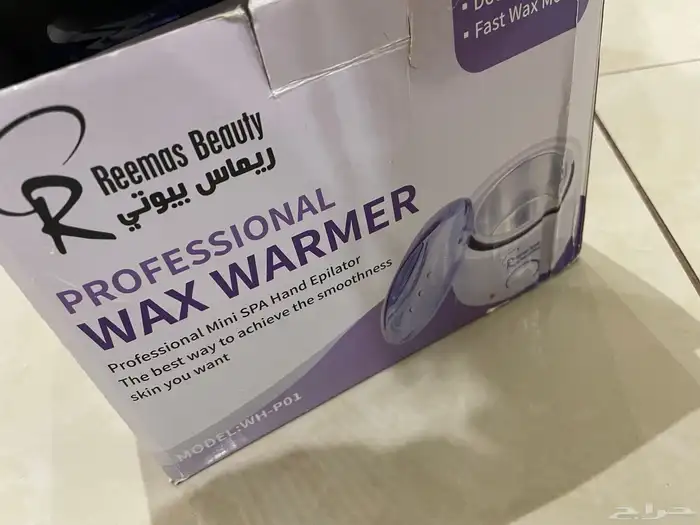 Fast Wax
Reemas Beauty
ريماس بيوتي
PROFESSIONAL
WAX WARMER
Professional Mini SPA Hand Epilator
The best way to achieve the smoothness
skin you want
MODEL:WH-P01
حراج